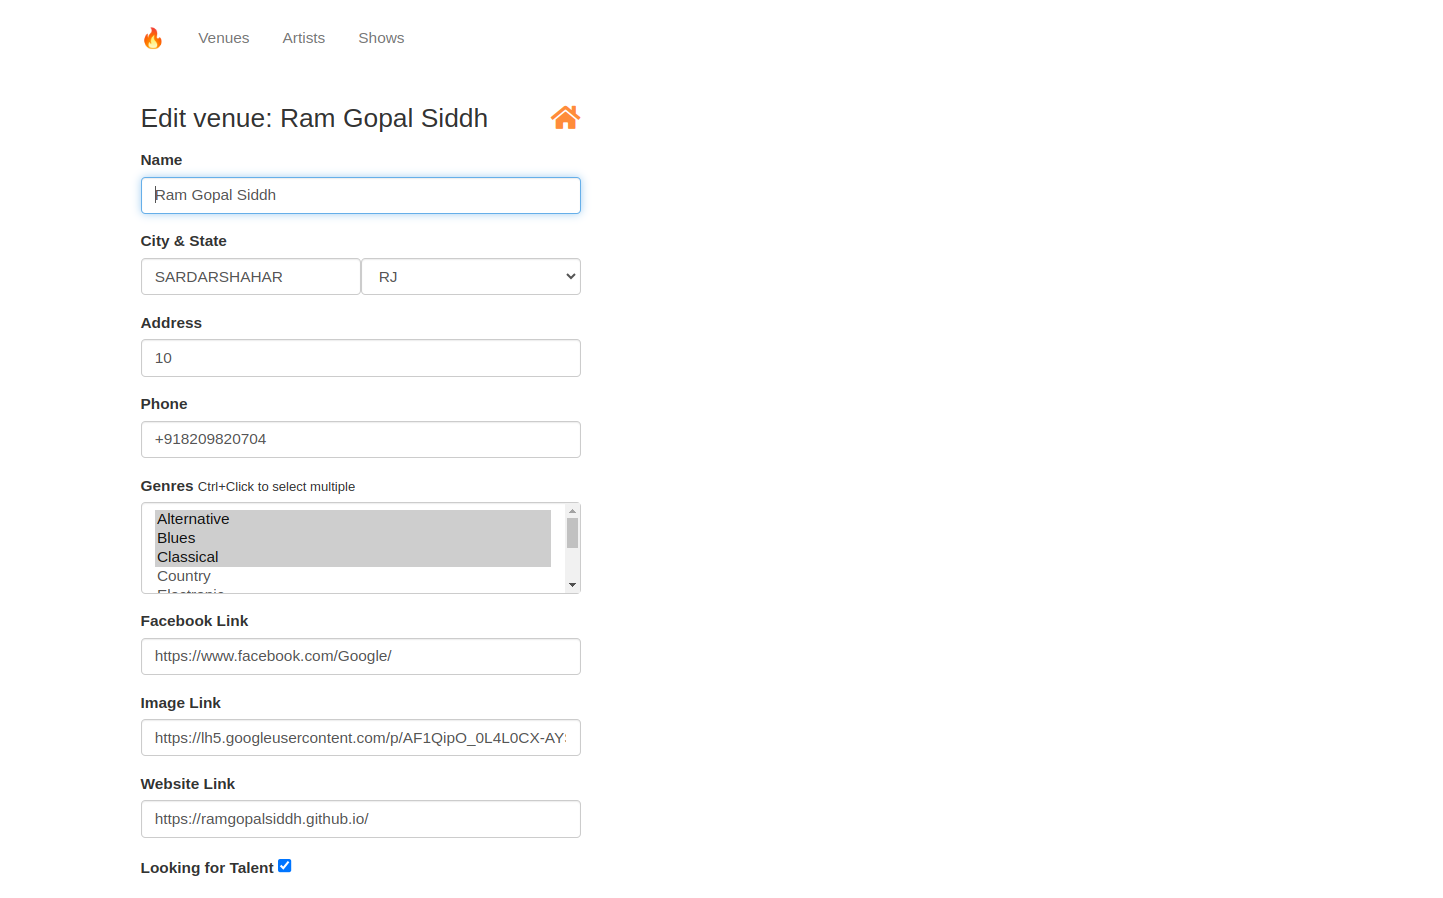 Venues Artists Shows
Edit venue: Ram Gopal Siddh
Name
Ram Gopal Siddh
City & State
SARDARSHAHAR RJ
Address
10
Phone
+918209820704
Genres Ctrl+Click to select multiple
Alternative
Blues
Classical
Country
Electronic
Facebook Link
https://www.facebook.com/Google/
Image Link
https://lh5.googleusercontent.com/p/AF1QipO_0L4L0CX-AY
Website Link
https://ramgopalsiddh.github.io/
Looking for Talent